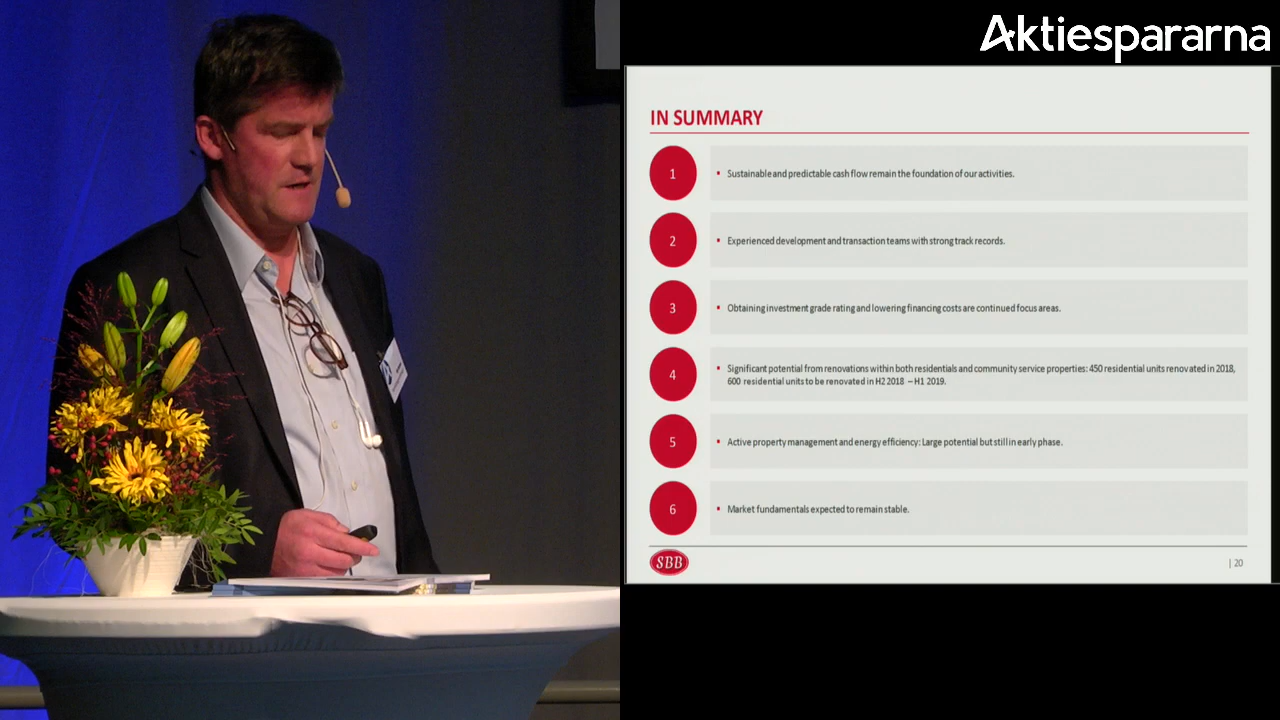 Aktiespararna
IN SUMMARY
1
▪ Sustainable and predictable cash flow remain the foundation of our activities.
2
▪ Experienced development and transaction teams with strong track records.
3
▪ Obtaining investment grade rating and lowering financing costs are continued focus areas.
4
▪ Significant potential from renovations within both residentials and community service properties: 450 residential units renovated in 2018,
600 residential units to be renovated in H2 2018 – H1 2019.
5
▪ Active property management and energy efficiency: Large potential but still in early phase.
6
▪ Market fundamentals expected to remain stable.
SBB
| 20